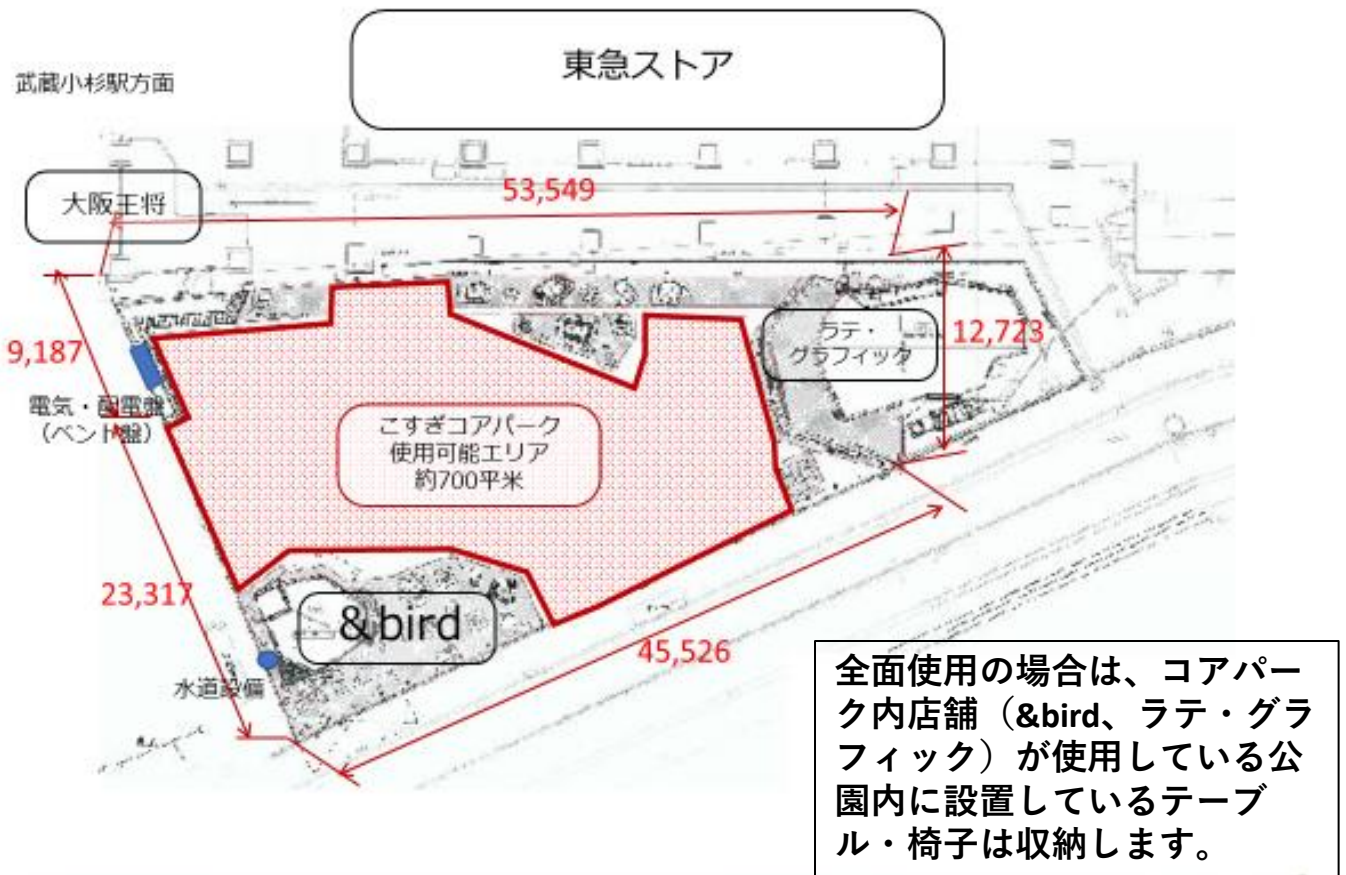 東急ストア
武蔵小杉駅方面
大阪王将
53,549
9,187
ラテ・
グラフィック
12,723
電気・配電盤
(ベント盤)
こすぎコアパーク
使用可能エリア
約700平米
23,317
&bird
45,526
水道設備
全面使用の場合は、コアパー
ク内店舗（&bird、ラテ・グラ
フィック）が使用している公
園内に設置しているテーブ
ル・椅子は収納します。